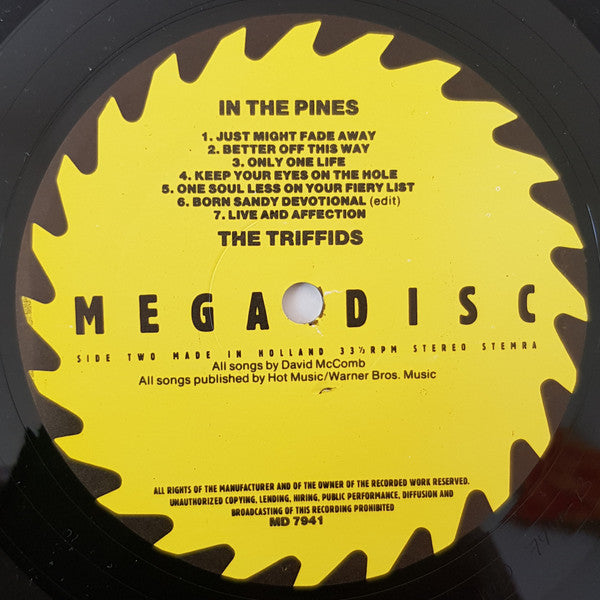 IN THE PINES
1. JUST MIGHT FADE AWAY
2. BETTER OFF THIS WAY
3. ONLY ONE LIFE
4. KEEP YOUR EYES ON THE HOLE
5. ONE SOUL LESS ON YOUR FIERY LIST
6. BORN SANDY DEVOTIONAL (edit)
7. LIVE AND AFFECTION
THE TRIFFIDS
MEGA DISC
SIDE TWO MADE IN HOLLAND 33⅓RPM STEREO STEMRA
All songs by David McComb
All songs published by Hot Music/Warner Bros. Music
ALL RIGHTS OF THE MANUFACTURER AND OF THE OWNER OF THE RECORDED WORK RESERVED.
UNAUTHORIZED COPYING, LENDING, HIRING, PUBLIC PERFORMANCE, DIFFUSION AND
BROADCASTING OF THIS RECORDING PROHIBITED
MD 7941